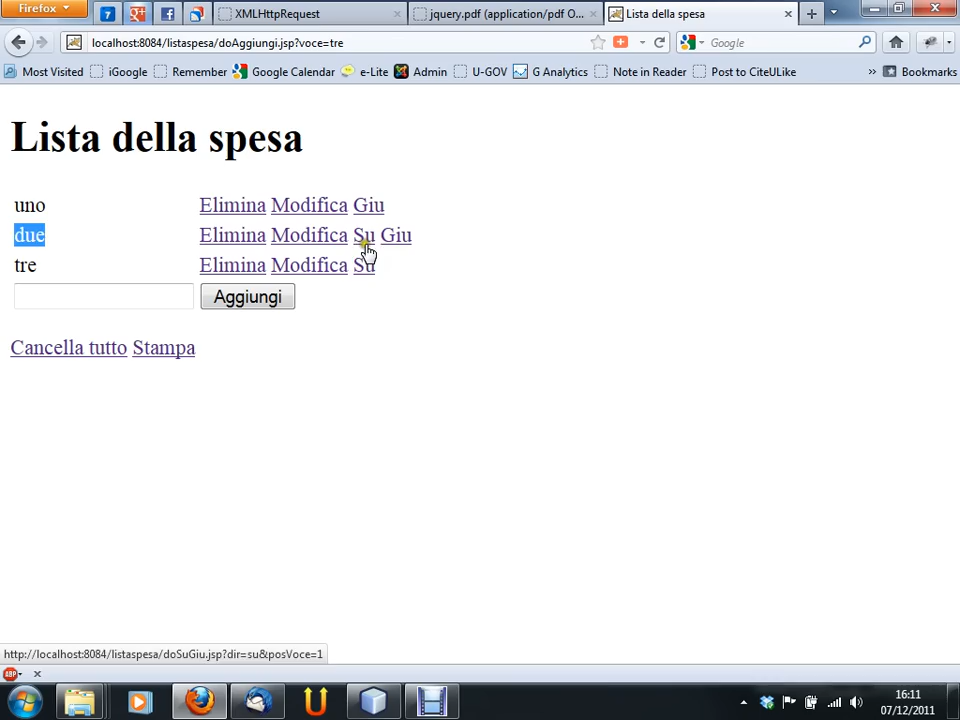 Firefox
7
XMLHttpRequest
jquery.pdf (application/pdf O...
Lista della spesa
localhost:8084/listaspesa/doAggiungi.jsp?voce=tre
Google
Most Visited iGoogle Remember Google Calendar e-Lite Admin U-GOV G Analytics Note in Reader Post to CiteULike » Bookmarks
Lista della spesa
uno Elimina Modifica Giu
due Elimina Modifica Su Giu
tre Elimina Modifica Su
Aggiungi
Cancella tutto Stampa
http://localhost:8084/listaspesa/doSuGiu.jsp?dir=su&posVoce=1
ABP
16:11
07/12/2011